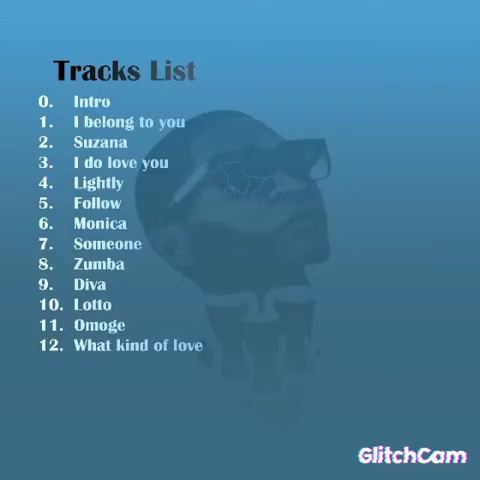 Tracks List
0. Intro
1. I belong to you
2. Suzana
3. I do love you
4. Lightly
5. Follow
6. Monica
7. Someone
8. Zumba
9. Diva
10. Lotto
11. Omoge
12. What kind of love
GlitchCam